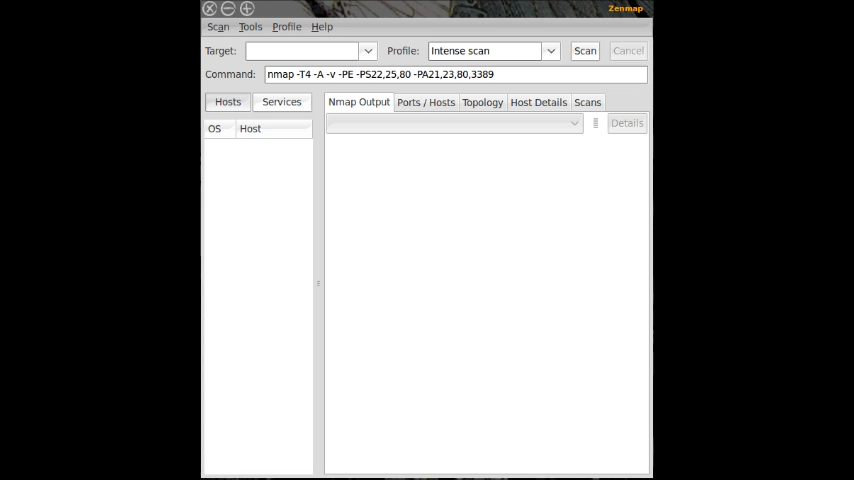 Zenmap
Scan Tools Profile Help
Target: Profile: Intense scan Scan Cancel
Command: nmap -T4 -A -v -PE -PS22,25,80 -PA21,23,80,3389
Hosts Services Nmap Output Ports / Hosts Topology Host Details Scans
Details
OS Host